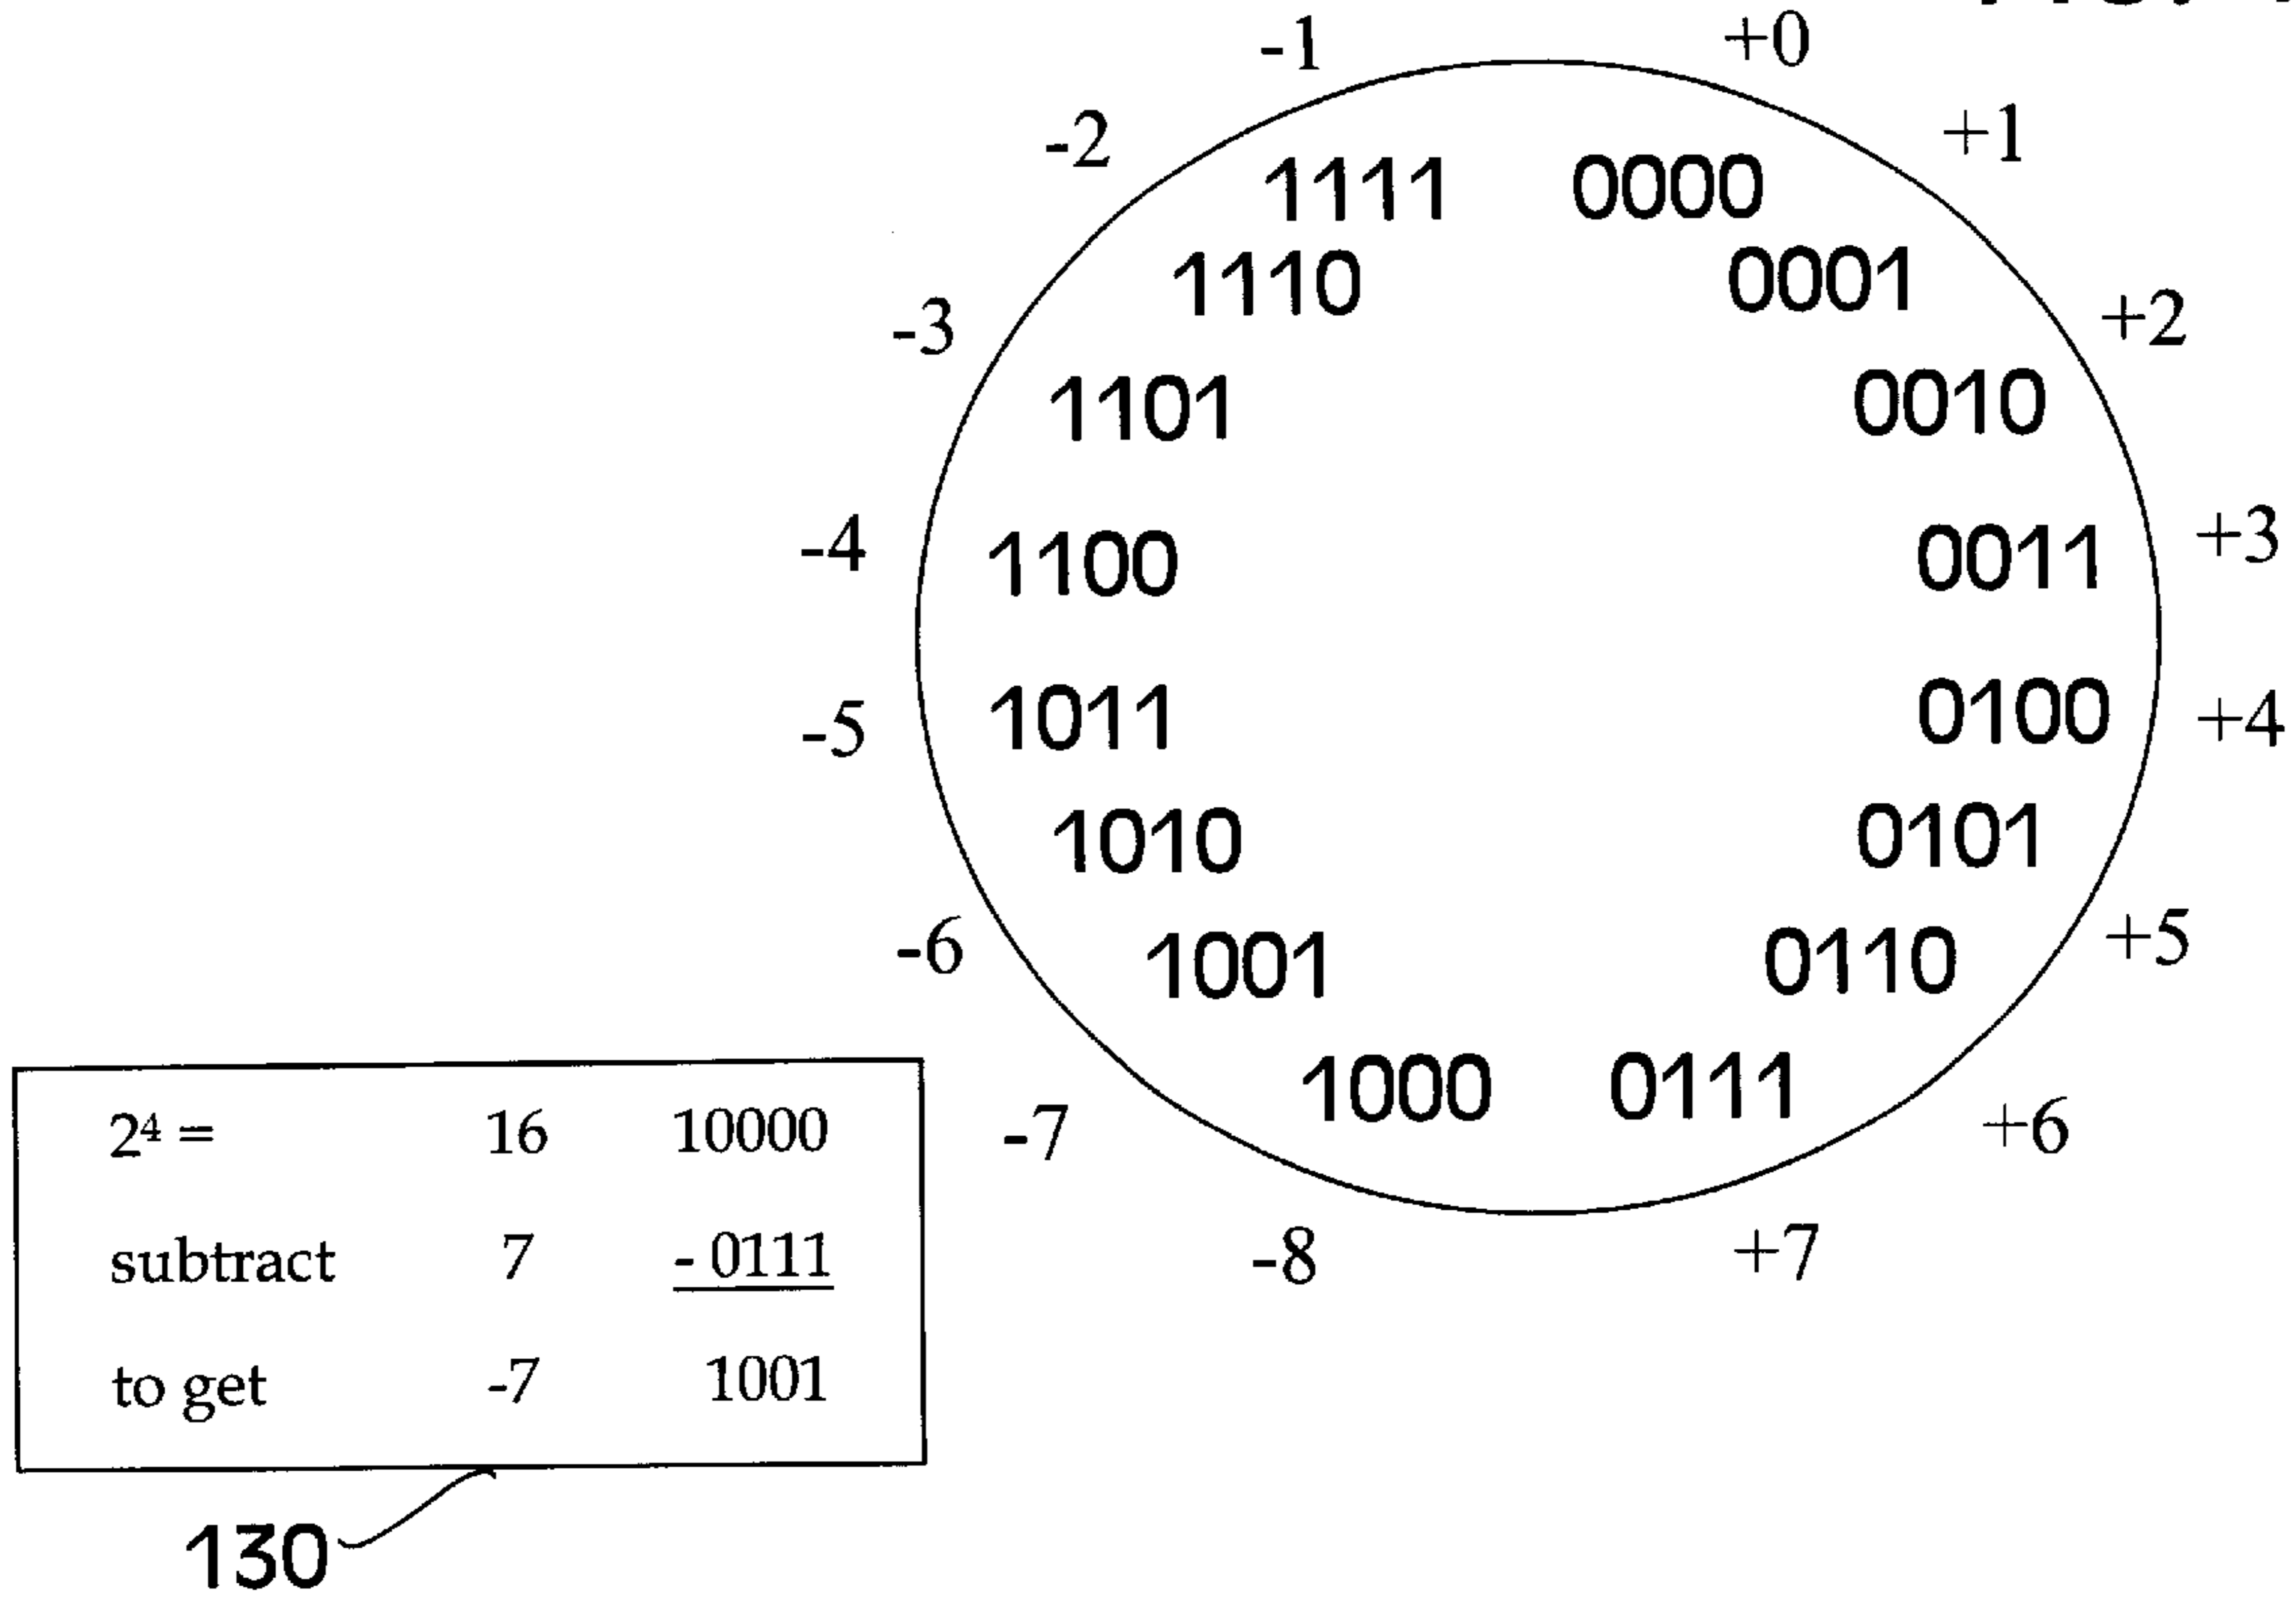 -1 +0
-2 +1
1111 0000
1110 0001
-3 +2
1101 0010
-4 1100 0011 +3
-5 1011 0100 +4
1010 0101
-6 1001 0110 +5
1000 0111
-7 +6
-8 +7
2⁴ = 16 10000
subtract 7 - 0111
to get -7 1001
130